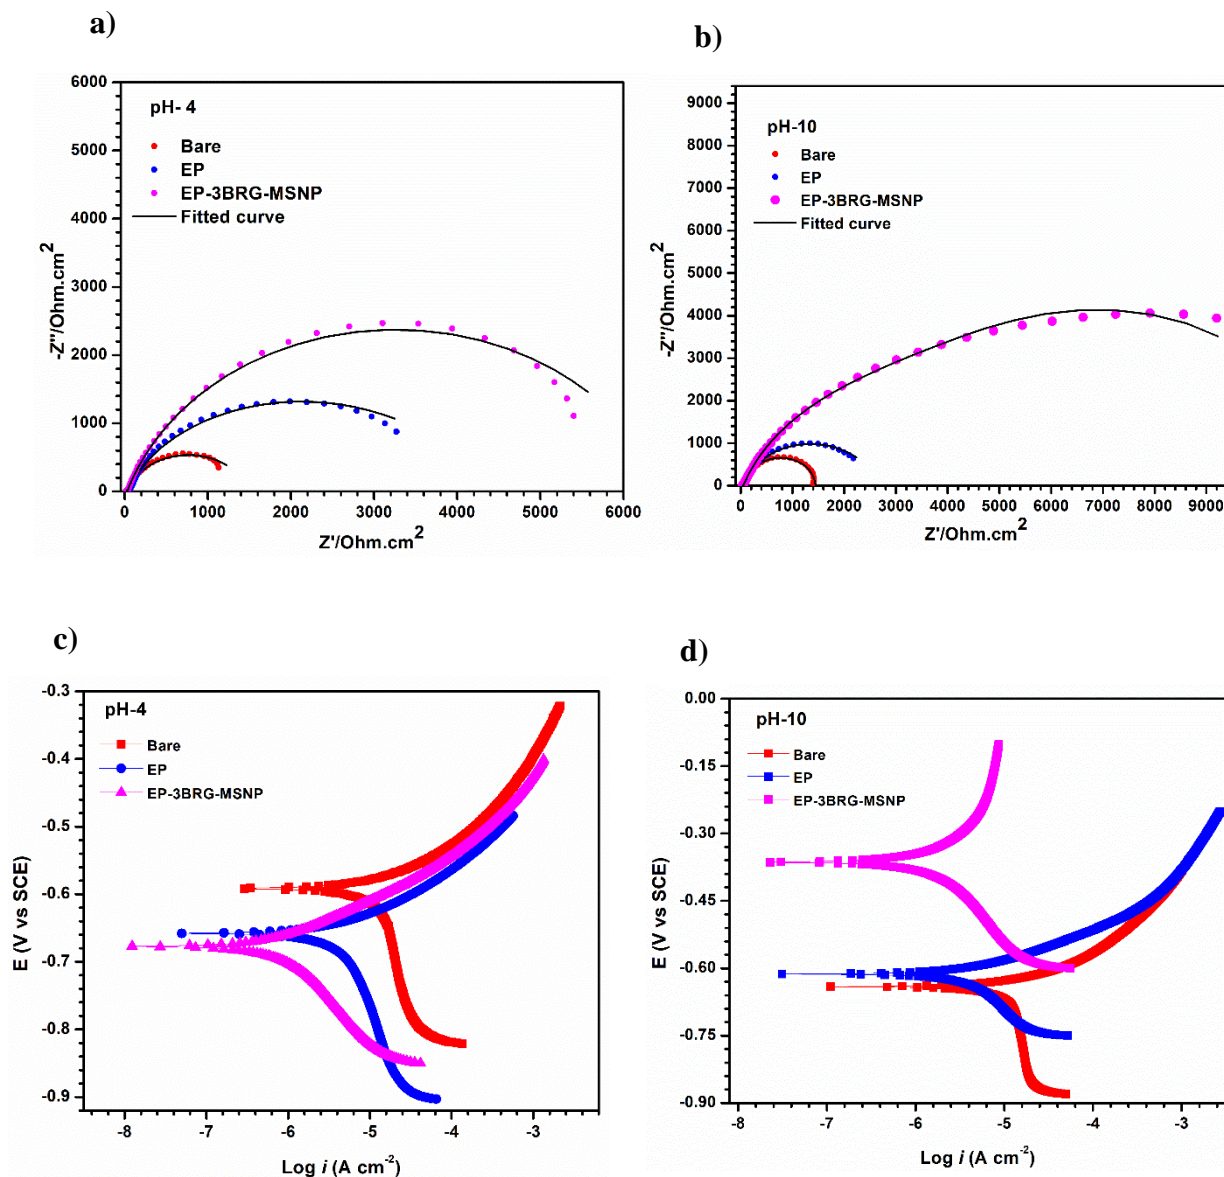 a)
6000
5000
4000
3000
2000
1000
0
-Z''/Ohm.cm2
pH- 4
Bare
EP
EP-3BRG-MSNP
Fitted curve
0 1000 2000 3000 4000 5000 6000
Z'/Ohm.cm2
b)
9000
8000
7000
6000
5000
4000
3000
2000
1000
0
-Z''/Ohm.cm2
pH-10
Bare
EP
EP-3BRG-MSNP
Fitted curve
0 1000 2000 3000 4000 5000 6000 7000 8000 9000
Z'/Ohm.cm2
c)
-0.3
-0.4
-0.5
-0.6
-0.7
-0.8
-0.9
E (V vs SCE)
pH-4
Bare
EP
EP-3BRG-MSNP
-8 -7 -6 -5 -4 -3
Log i (A cm-2)
d)
0.00
-0.15
-0.30
-0.45
-0.60
-0.75
-0.90
E (V vs SCE)
pH-10
Bare
EP
EP-3BRG-MSNP
-8 -7 -6 -5 -4 -3
Log i (A cm-2)